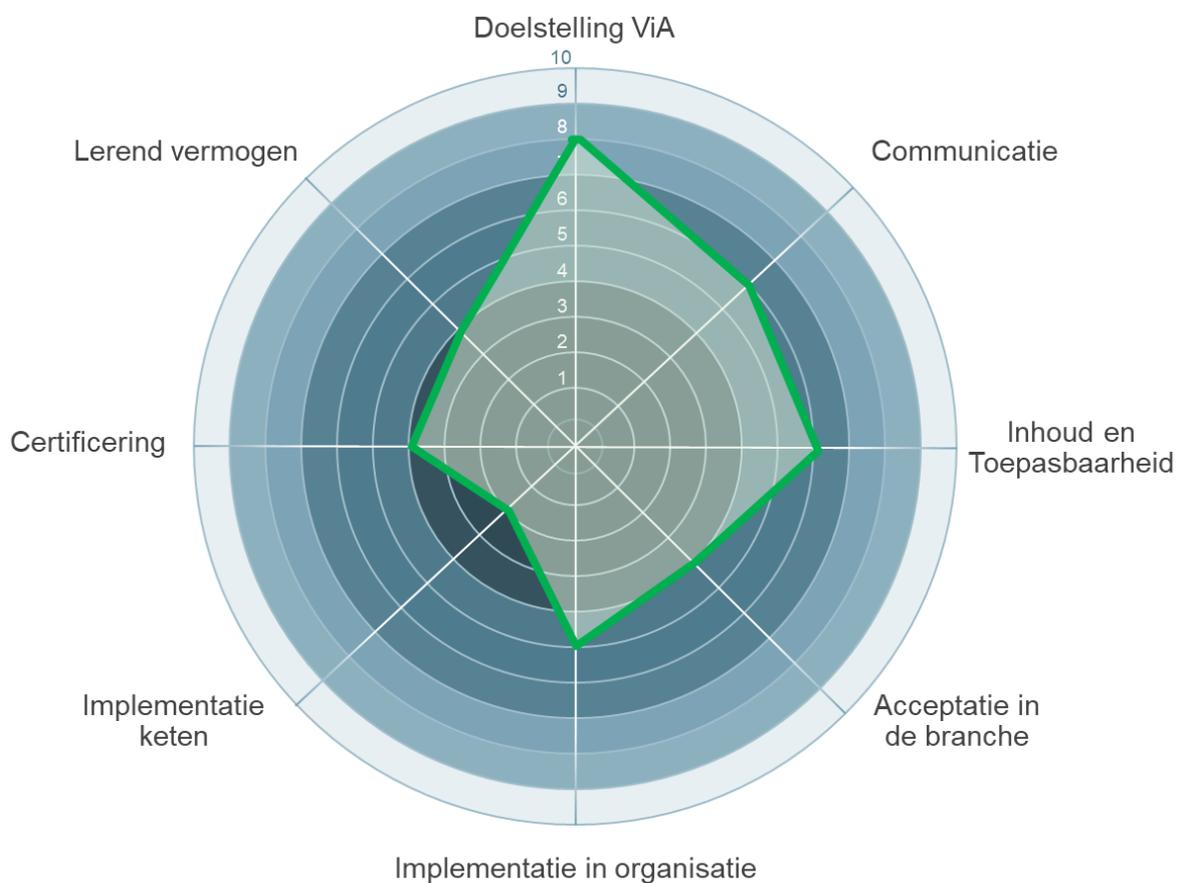 Doelstelling ViA
10
9
8
6
5
4
3
2
1
Lerend vermogen
Communicatie
Certificering
Inhoud en
Toepasbaarheid
Implementatie
keten
Acceptatie in
de branche
Implementatie in organisatie